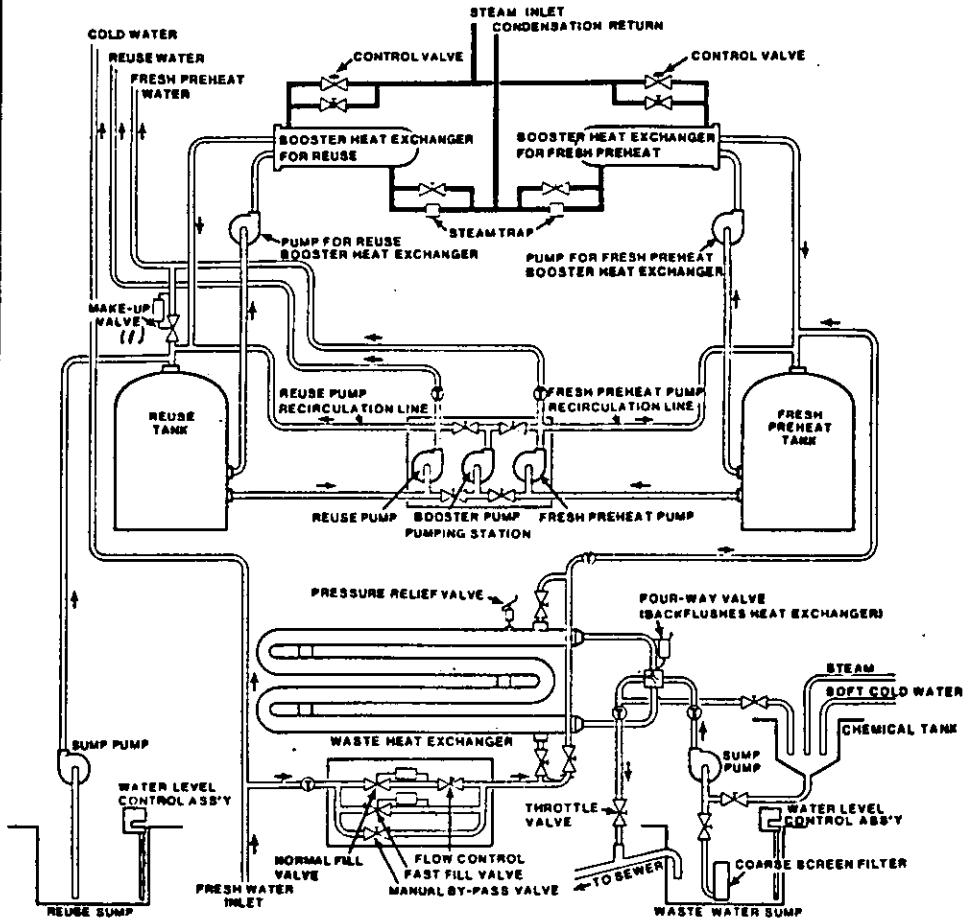 STEAM INLET
CONDENSATION RETURN
COLD WATER
REUSE WATER
FRESH PREHEAT
WATER
CONTROL VALVE
CONTROL VALVE
BOOSTER HEAT EXCHANGER
FOR REUSE
BOOSTER HEAT EXCHANGER
FOR FRESH PREHEAT
STEAM TRAP
PUMP FOR REUSE
BOOSTER HEAT EXCHANGER
PUMP FOR FRESH PREHEAT
BOOSTER HEAT EXCHANGER
MAKE-UP
VALVE
(1)
REUSE
TANK
REUSE PUMP
RECIRCULATION LINE
FRESH PREHEAT PUMP
RECIRCULATION LINE
FRESH
PREHEAT
TANK
REUSE PUMP
BOOSTER PUMP
FRESH PREHEAT PUMP
PUMPING STATION
PRESSURE RELIEF VALVE
FOUR-WAY VALVE
(BACKFLUSHES HEAT EXCHANGER)
STEAM
SOFT COLD WATER
CHEMICAL TANK
WASTE HEAT EXCHANGER
SUMP PUMP
SUMP
PUMP
WATER LEVEL
CONTROL ASS'Y
THROTTLE
VALVE
WATER LEVEL
CONTROL ASS'Y
NORMAL FILL
VALVE
FLOW CONTROL
FAST FILL VALVE
MANUAL BY-PASS VALVE
TO SEWER
COARSE SCREEN FILTER
FRESH WATER
INLET
REUSE SUMP
WASTE WATER SUMP